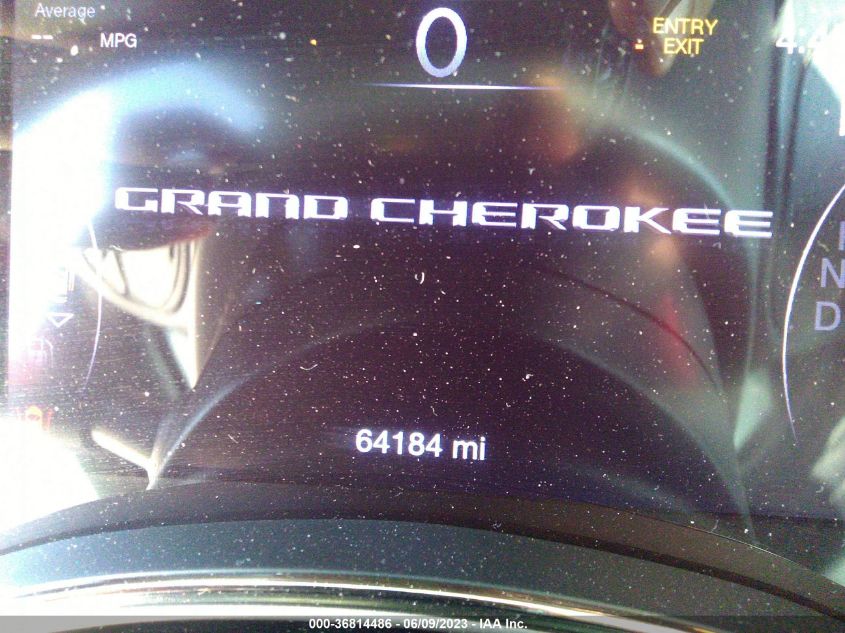 Average
-- MPG
0
ENTRY
EXIT
GRAND CHEROKEE
N
D
64184 mi
000-36814486 - 06/09/2023 - IAA Inc.